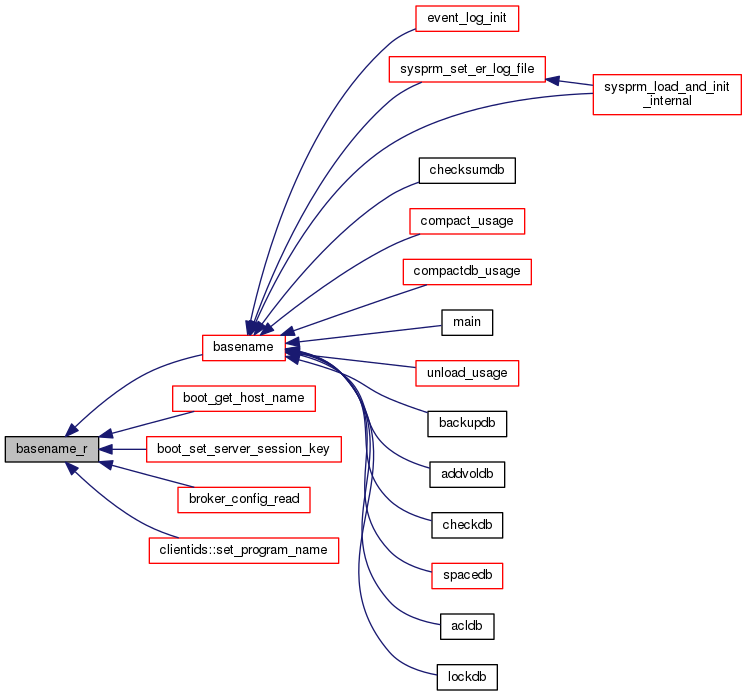 event_log_init
sysprm_set_er_log_file
sysprm_load_and_init
_internal
checksumdb
compact_usage
compactdb_usage
main
basename
unload_usage
boot_get_host_name
backupdb
basename_r
boot_set_server_session_key
addvoldb
broker_config_read
checkdb
clientids::set_program_name
spacedb
acldb
lockdb